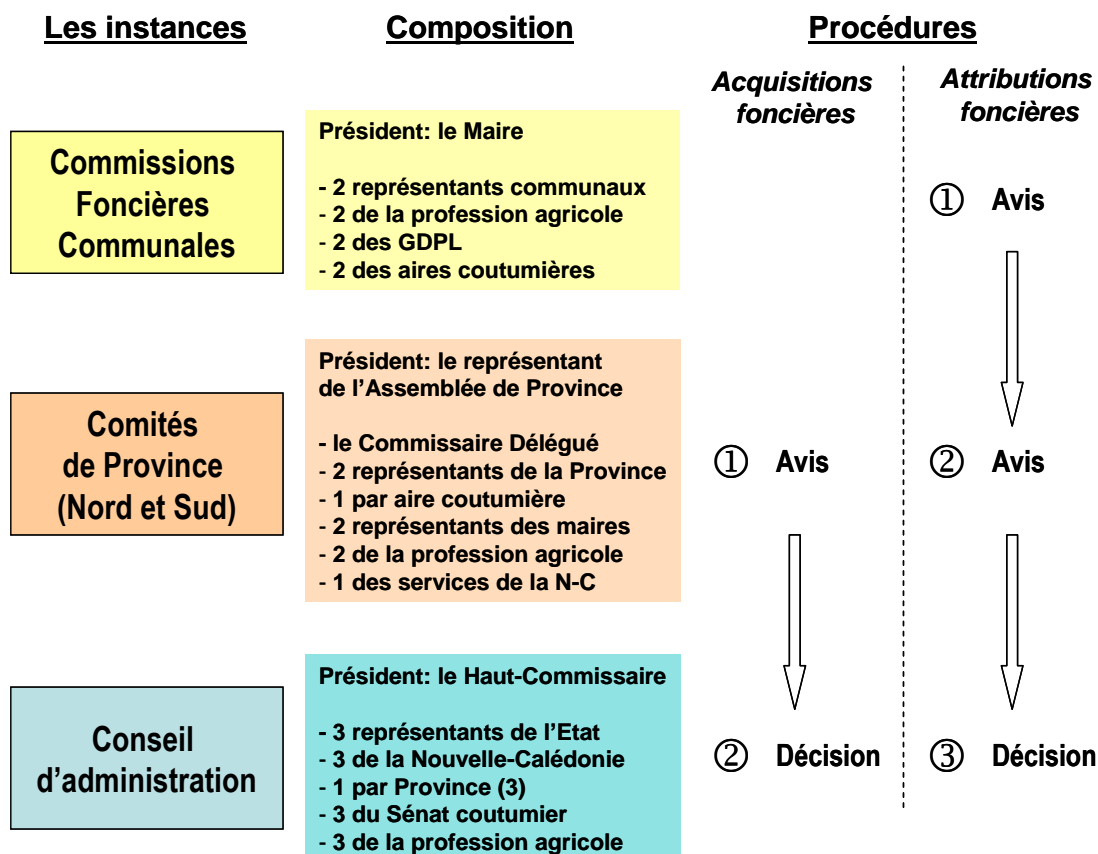 Les instances
Composition
Procédures
Acquisitions
foncières
Attributions
foncières
Commissions
Foncières
Communales
Président: le Maire
- 2 représentants communaux
- 2 de la profession agricole
- 2 des GDPL
- 2 des aires coutumières
① Avis
Comités
de Province
(Nord et Sud)
Président: le représentant
de l'Assemblée de Province
- le Commissaire Délégué
- 2 représentants de la Province
- 1 par aire coutumière
- 2 représentants des maires
- 2 de la profession agricole
- 1 des services de la N-C
① Avis
② Avis
Conseil
d'administration
Président: le Haut-Commissaire
- 3 représentants de l'Etat
- 3 de la Nouvelle-Calédonie
- 1 par Province (3)
- 3 du Sénat coutumier
- 3 de la profession agricole
② Décision
③ Décision